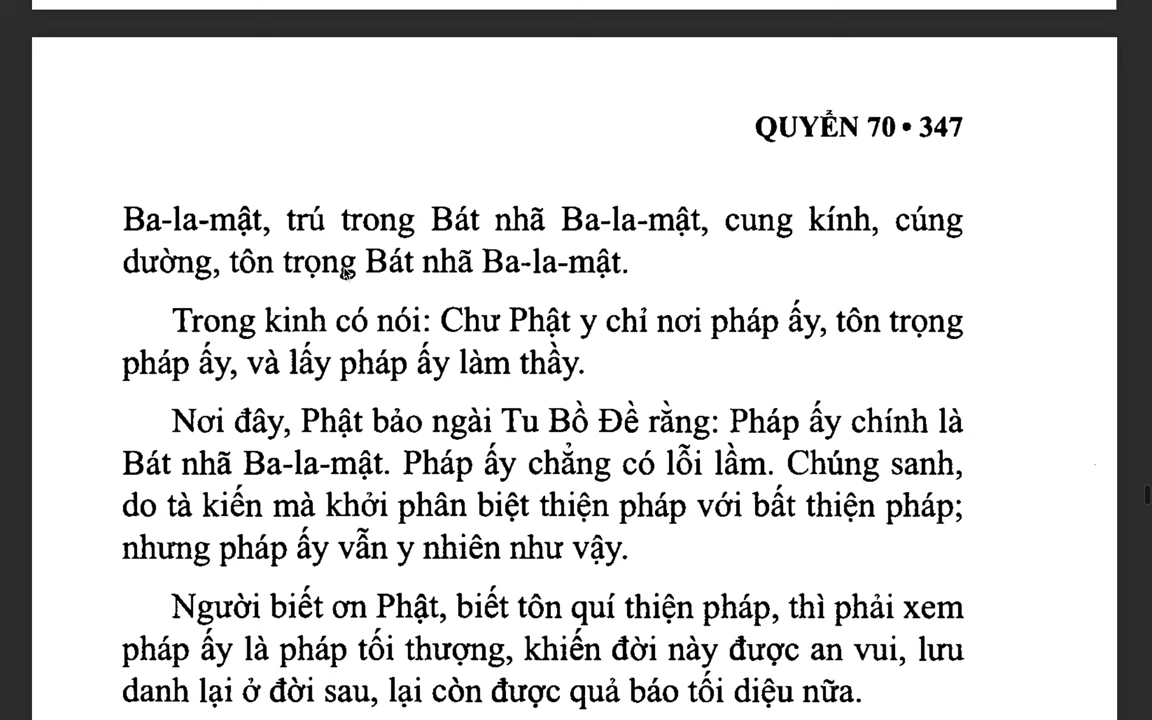 QUYỂN 70 • 347
Ba-la-mật, trú trong Bát nhã Ba-la-mật, cung kính, cúng
dường, tôn trọng Bát nhã Ba-la-mật.
Trong kinh có nói: Chư Phật y chỉ nơi pháp ấy, tôn trọng
pháp ấy, và lấy pháp ấy làm thầy.
Nơi đây, Phật bảo ngài Tu Bồ Đề rằng: Pháp ấy chính là
Bát nhã Ba-la-mật. Pháp ấy chẳng có lỗi lầm. Chúng sanh,
do tà kiến mà khởi phân biệt thiện pháp với bất thiện pháp;
nhưng pháp ấy vẫn y nhiên như vậy.
Người biết ơn Phật, biết tôn quí thiện pháp, thì phải xem
pháp ấy là pháp tối thượng, khiến đời này được an vui, lưu
danh lại ở đời sau, lại còn được quả báo tối diệu nữa.